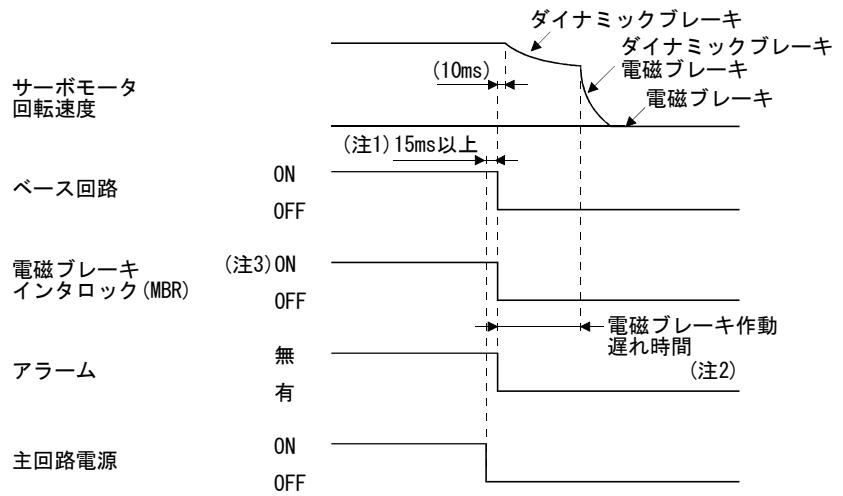 ダイナミックブレーキ
ダイナミックブレーキ
電磁ブレーキ
電磁ブレーキ
(10ms)
サーボモータ
回転速度
(注1)15ms以上
ベース回路
ON
OFF
電磁ブレーキ
インタロック(MBR)
(注3)ON
OFF
電磁ブレーキ作動
遅れ時間
アラーム
無
有
(注2)
主回路電源
ON
OFF